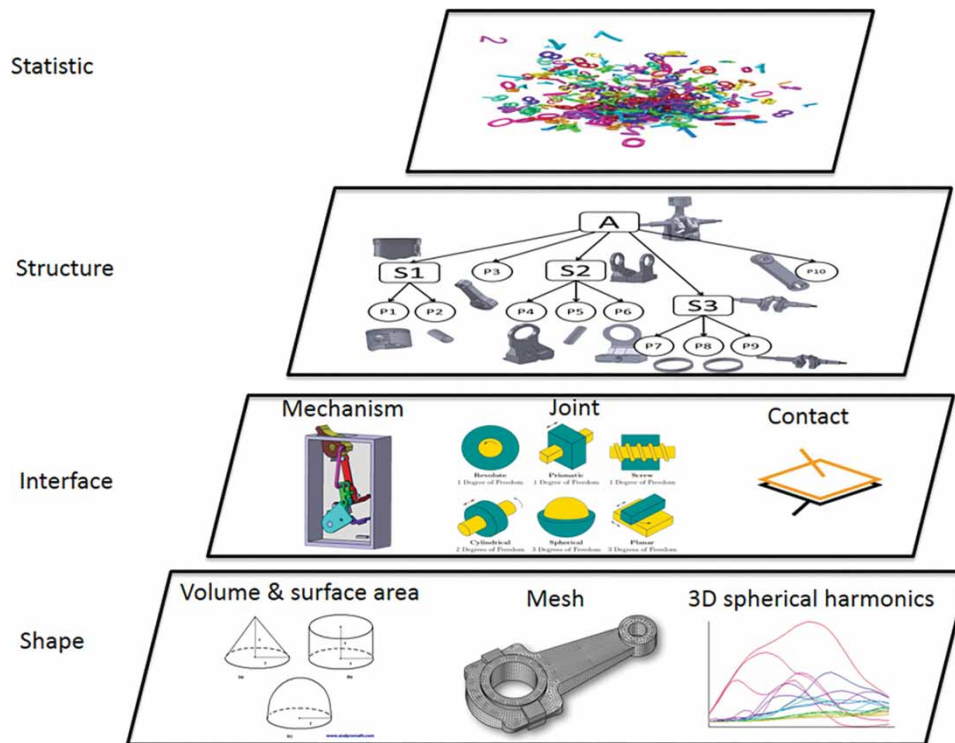 Statistic
Structure
A
S1
P3
S2
P10
P1
P2
P4
P5
P6
S3
P7
P8
P9
Interface
Mechanism
Joint
Contact
Revolute
1 Degree of Freedom
Prismatic
1 Degree of Freedom
Screw
1 Degree of Freedom
Cylindrical
2 Degrees of Freedom
Spherical
3 Degrees of Freedom
Planar
3 Degrees of Freedom
Shape
Volume & surface area
Mesh
3D spherical harmonics